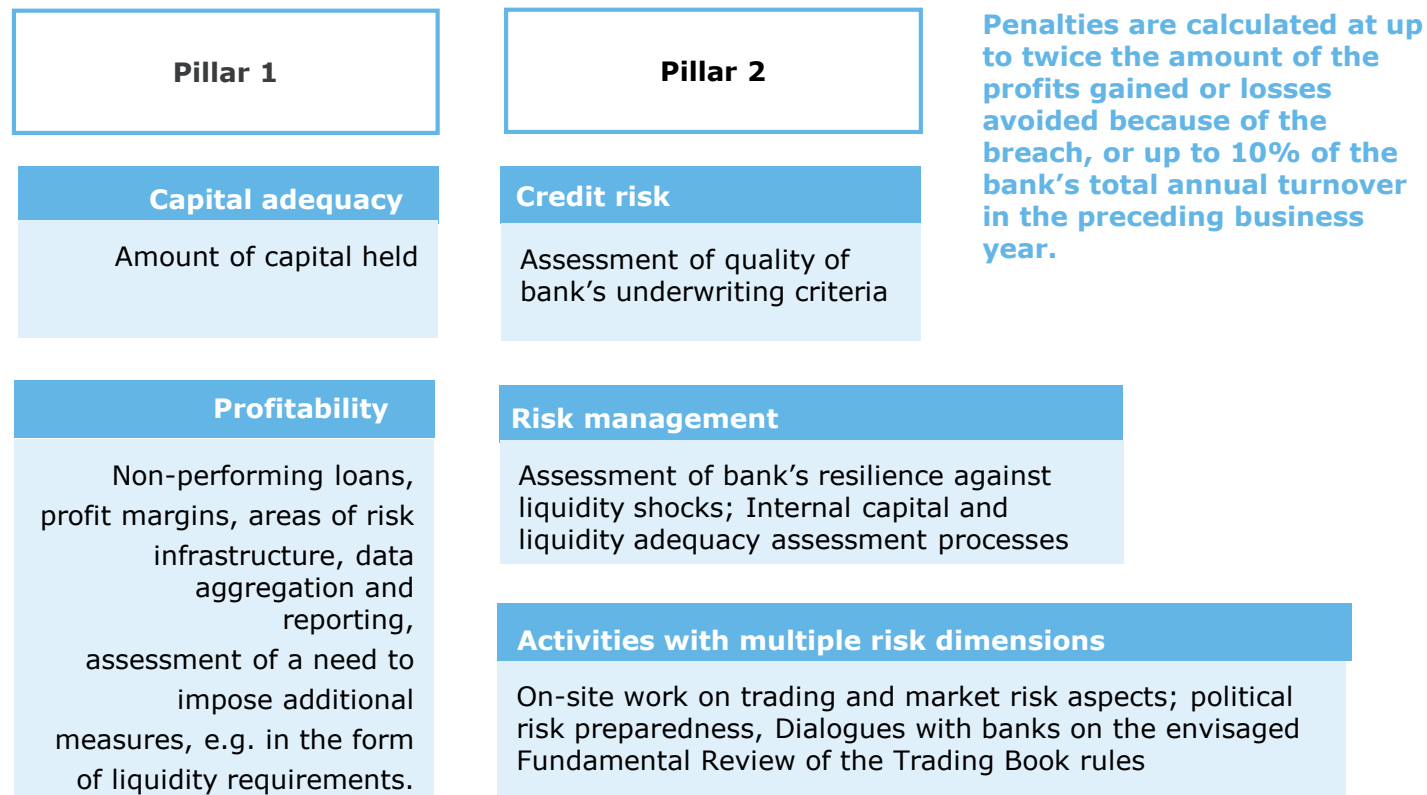 Pillar 1
Capital adequacy
Amount of capital held
Profitability
Non-performing loans,
profit margins, areas of risk
infrastructure, data
aggregation and
reporting,
assessment of a need to
impose additional
measures, e.g. in the form
of liquidity requirements.
Pillar 2
Credit risk
Assessment of quality of
bank’s underwriting criteria
Risk management
Assessment of bank’s resilience against
liquidity shocks; Internal capital and
liquidity adequacy assessment processes
Activities with multiple risk dimensions
On-site work on trading and market risk aspects; political
risk preparedness, Dialogues with banks on the envisaged
Fundamental Review of the Trading Book rules
Penalties are calculated at up
to twice the amount of the
profits gained or losses
avoided because of the
breach, or up to 10% of the
bank’s total annual turnover
in the preceding business
year.